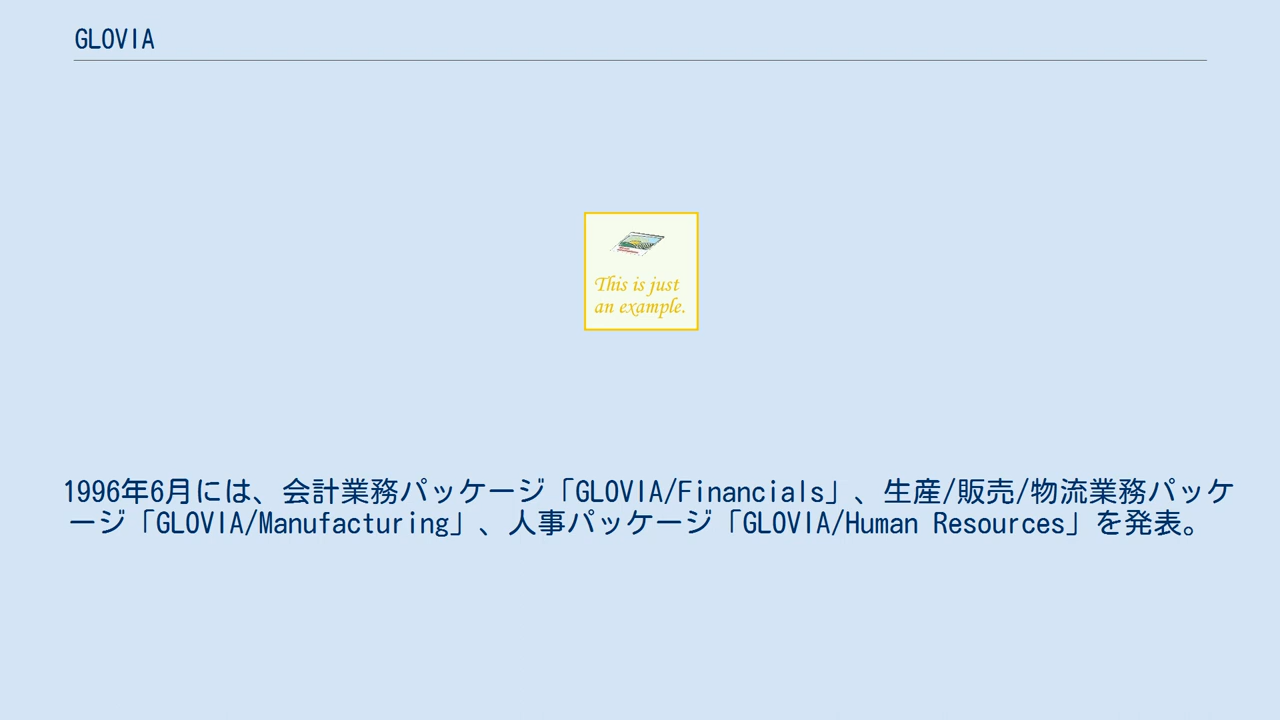 GLOVIA
This is just
an example.
1996年6月には、会計業務パッケージ「GLOVIA/Financials」、生産/販売/物流業務パッケ
ージ「GLOVIA/Manufacturing」、人事パッケージ「GLOVIA/Human Resources」を発表。